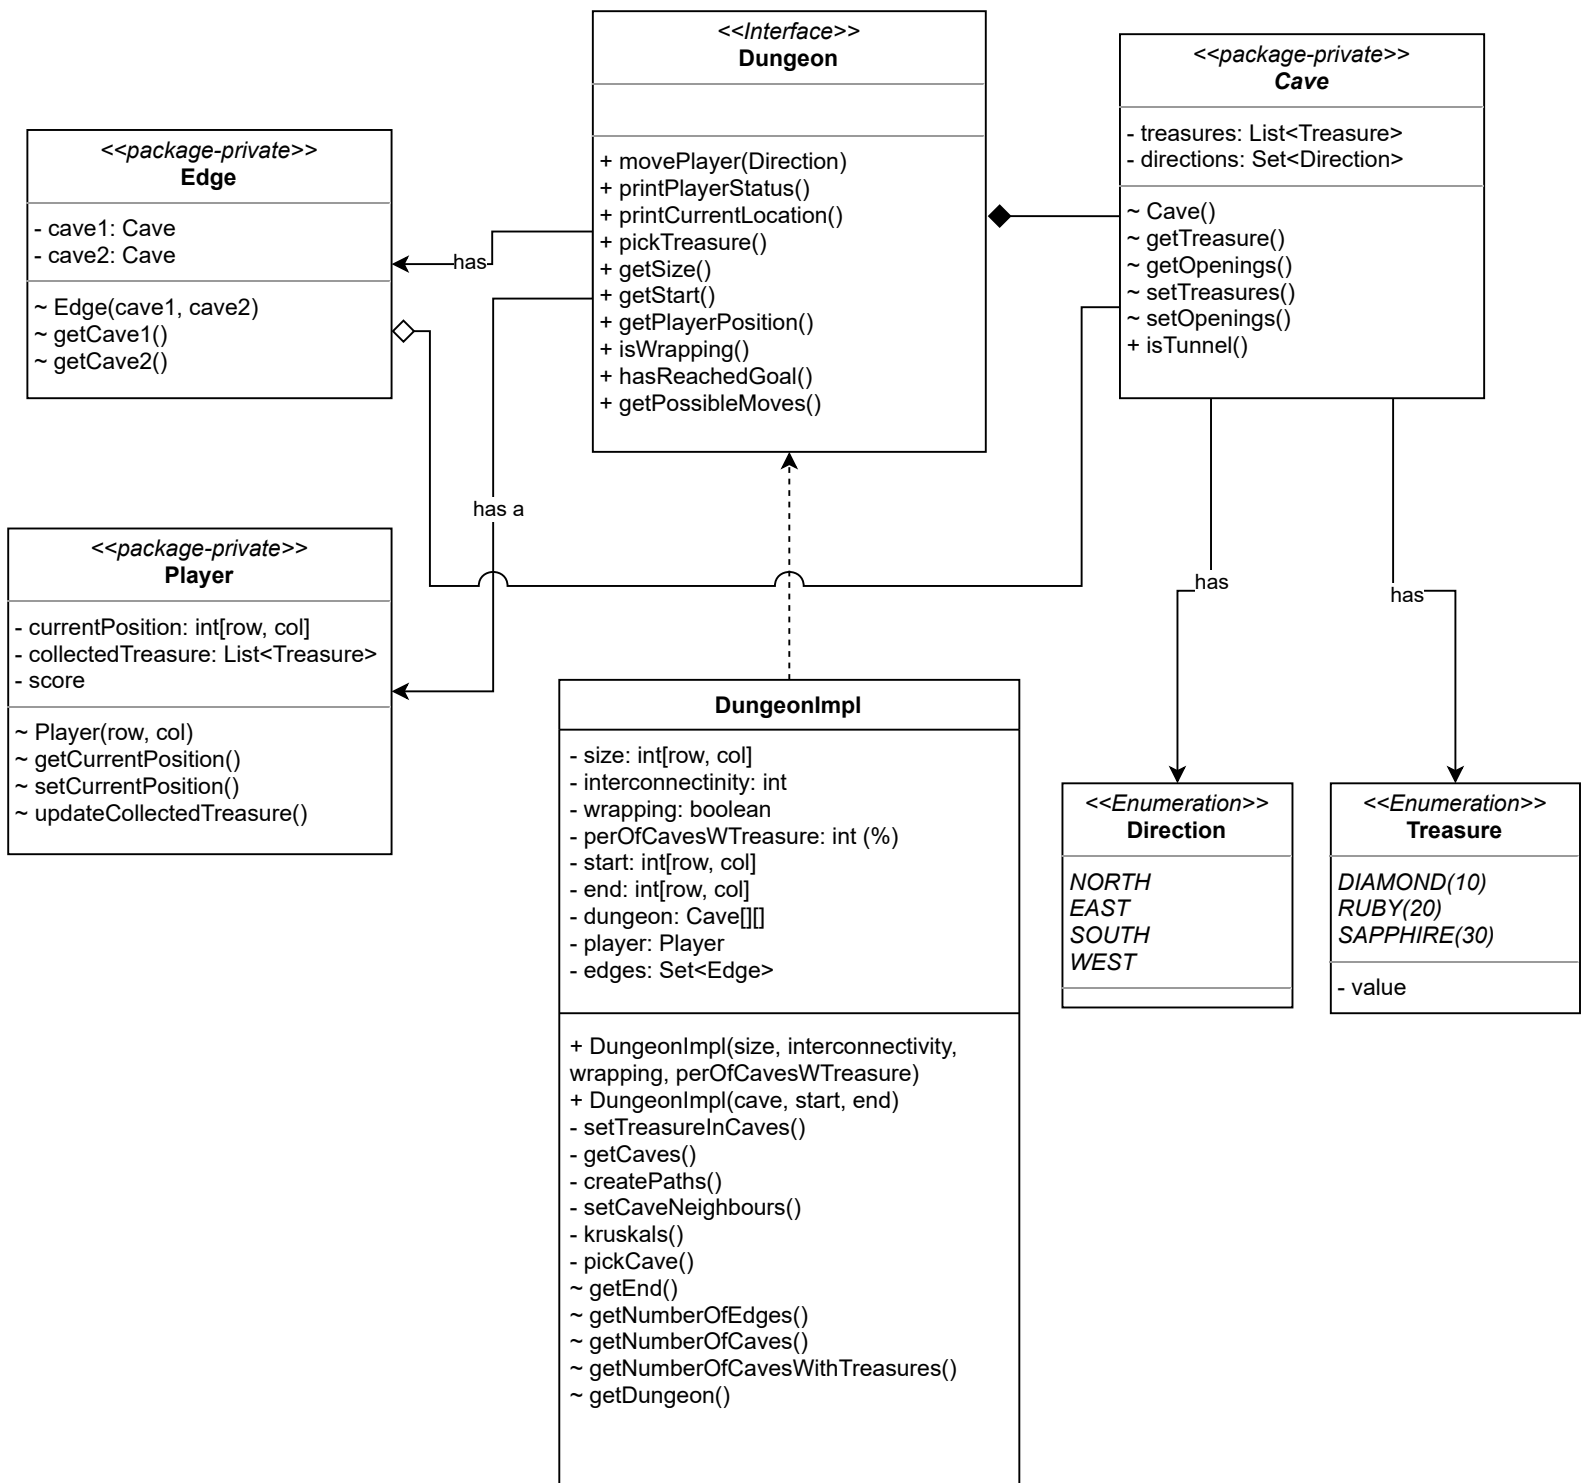 <<Interface>>
Dungeon
+ movePlayer(Direction)
+ printPlayerStatus()
+ printCurrentLocation()
+ pickTreasure()
+ getSize()
+ getStart()
+ getPlayerPosition()
+ isWrapping()
+ hasReachedGoal()
+ getPossibleMoves()
<<package-private>>
Cave
- treasures: List<Treasure>
- directions: Set<Direction>
~ Cave()
~ getTreasure()
~ getOpenings()
~ setTreasures()
~ setOpenings()
+ isTunnel()
<<package-private>>
Edge
- cave1: Cave
- cave2: Cave
~ Edge(cave1, cave2)
~ getCave1()
~ getCave2()
has
has a
<<package-private>>
Player
- currentPosition: int[row, col]
- collectedTreasure: List<Treasure>
- score
~ Player(row, col)
~ getCurrentPosition()
~ setCurrentPosition()
~ updateCollectedTreasure()
has
has
DungeonImpl
- size: int[row, col]
- interconnectinity: int
- wrapping: boolean
- perOfCavesWTreasure: int (%)
- start: int[row, col]
- end: int[row, col]
- dungeon: Cave[][]
- player: Player
- edges: Set<Edge>
+ DungeonImpl(size, interconnectivity,
wrapping, perOfCavesWTreasure)
+ DungeonImpl(cave, start, end)
- setTreasureInCaves()
- getCaves()
- createPaths()
- setCaveNeighbours()
- kruskals()
- pickCave()
~ getEnd()
~ getNumberOfEdges()
~ getNumberOfCaves()
~ getNumberOfCavesWithTreasures()
~ getDungeon()
<<Enumeration>>
Direction
NORTH
EAST
SOUTH
WEST
<<Enumeration>>
Treasure
DIAMOND(10)
RUBY(20)
SAPPHIRE(30)
- value